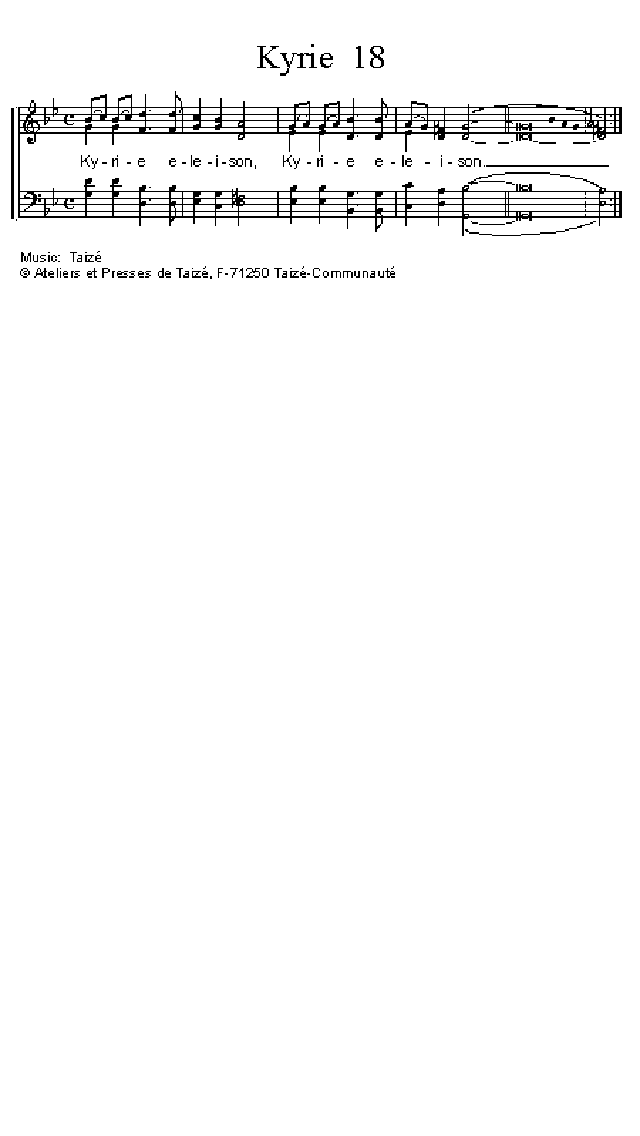 Kyrie 18
Ky - ri - e e - le - i - son, Ky - ri - e e - le - i - son.
Music: Taizé
© Ateliers et Presses de Taizé, F-71250 Taizé-Communauté